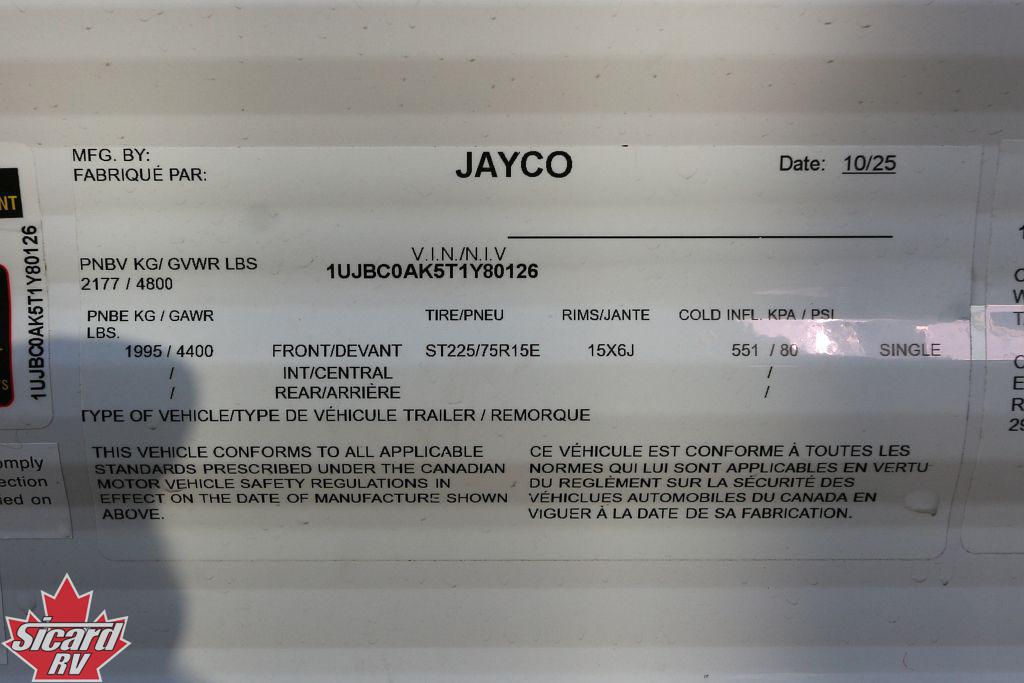 MFG. BY:
FABRIQUÉ PAR:
JAYCO
Date: 10/25
V.I.N./N.I.V
1UJBC0AK5T1Y80126
PNBV KG/ GVWR LBS
2177 / 4800
PNBE KG / GAWR LBS. TIRE/PNEU RIMS/JANTE COLD INFL. KPA / PSI
1995 / 4400 FRONT/DEVANT ST225/75R15E 15X6J 551 / 80 SINGLE
/ INT/CENTRAL /
/ REAR/ARRIÈRE /
TYPE OF VEHICLE/TYPE DE VÉHICULE TRAILER / REMORQUE
THIS VEHICLE CONFORMS TO ALL APPLICABLE
STANDARDS PRESCRIBED UNDER THE CANADIAN
MOTOR VEHICLE SAFETY REGULATIONS IN
EFFECT ON THE DATE OF MANUFACTURE SHOWN
ABOVE.
CE VÉHICULE EST CONFORME À TOUTES LES
NORMES QUI LUI SONT APPLICABLES EN VERTU
DU REGLÈMENT SUR LA SÉCURITÉ DES
VÉHICLUES AUTOMOBILES DU CANADA EN
VIGUER À LA DATE DE SA FABRICATION.
NT
1UJBC0AK5T1Y80126
omply
ection
ied on
Sicard
RV